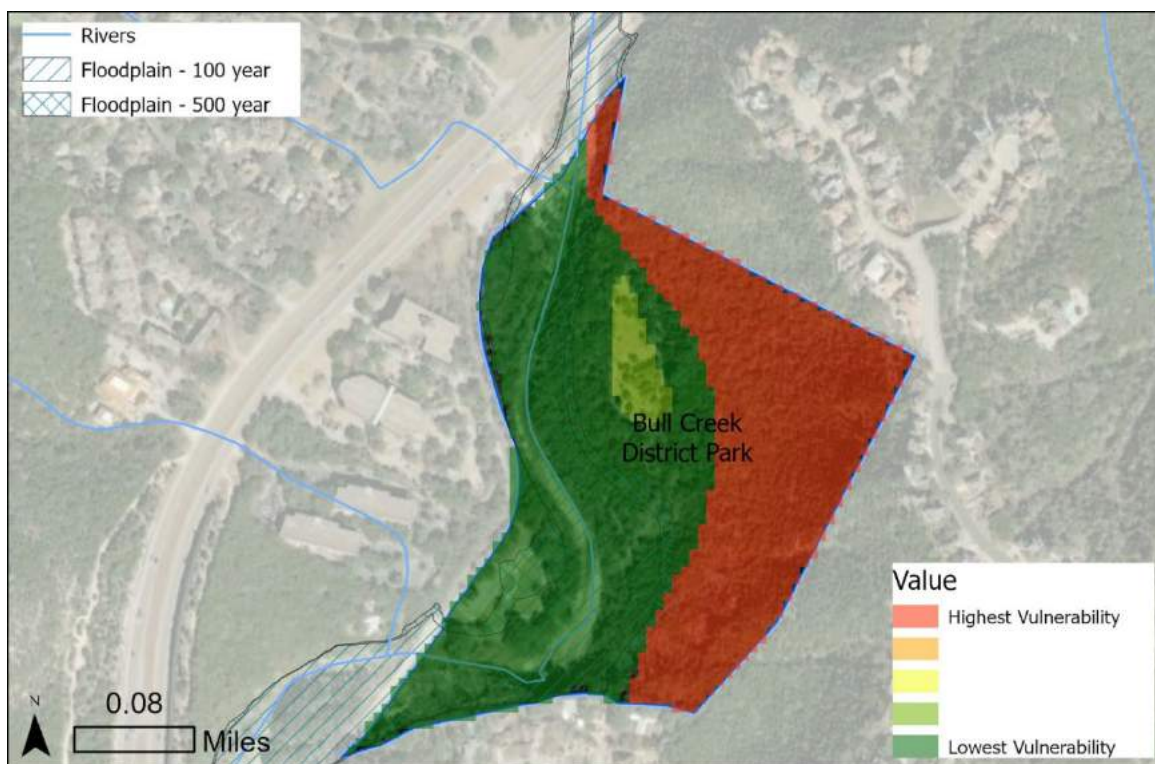 Rivers
Floodplain - 100 year
Floodplain - 500 year
Bull Creek
District Park
Value
Highest Vulnerability
Lowest Vulnerability
N
0.08
Miles